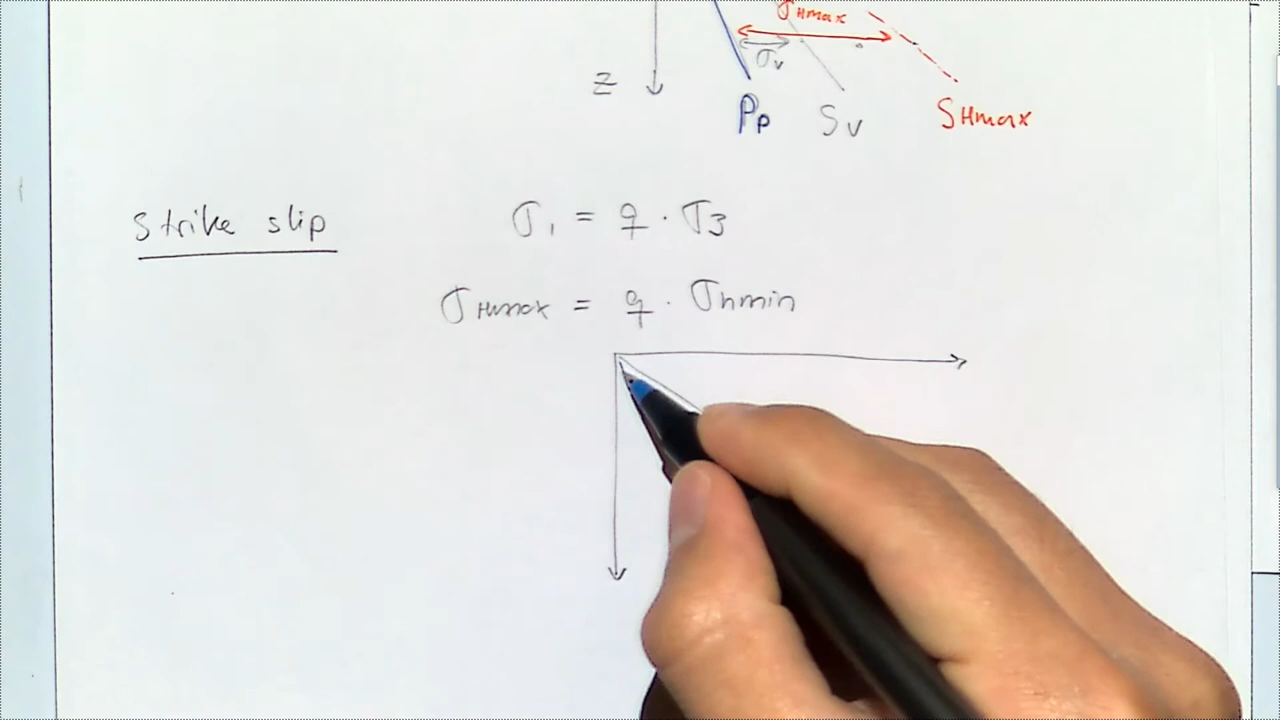 σHmax
σv
z
Pp Sv SHmax
Strike slip σ1 = q · σ3
σHmax = q · σhmin